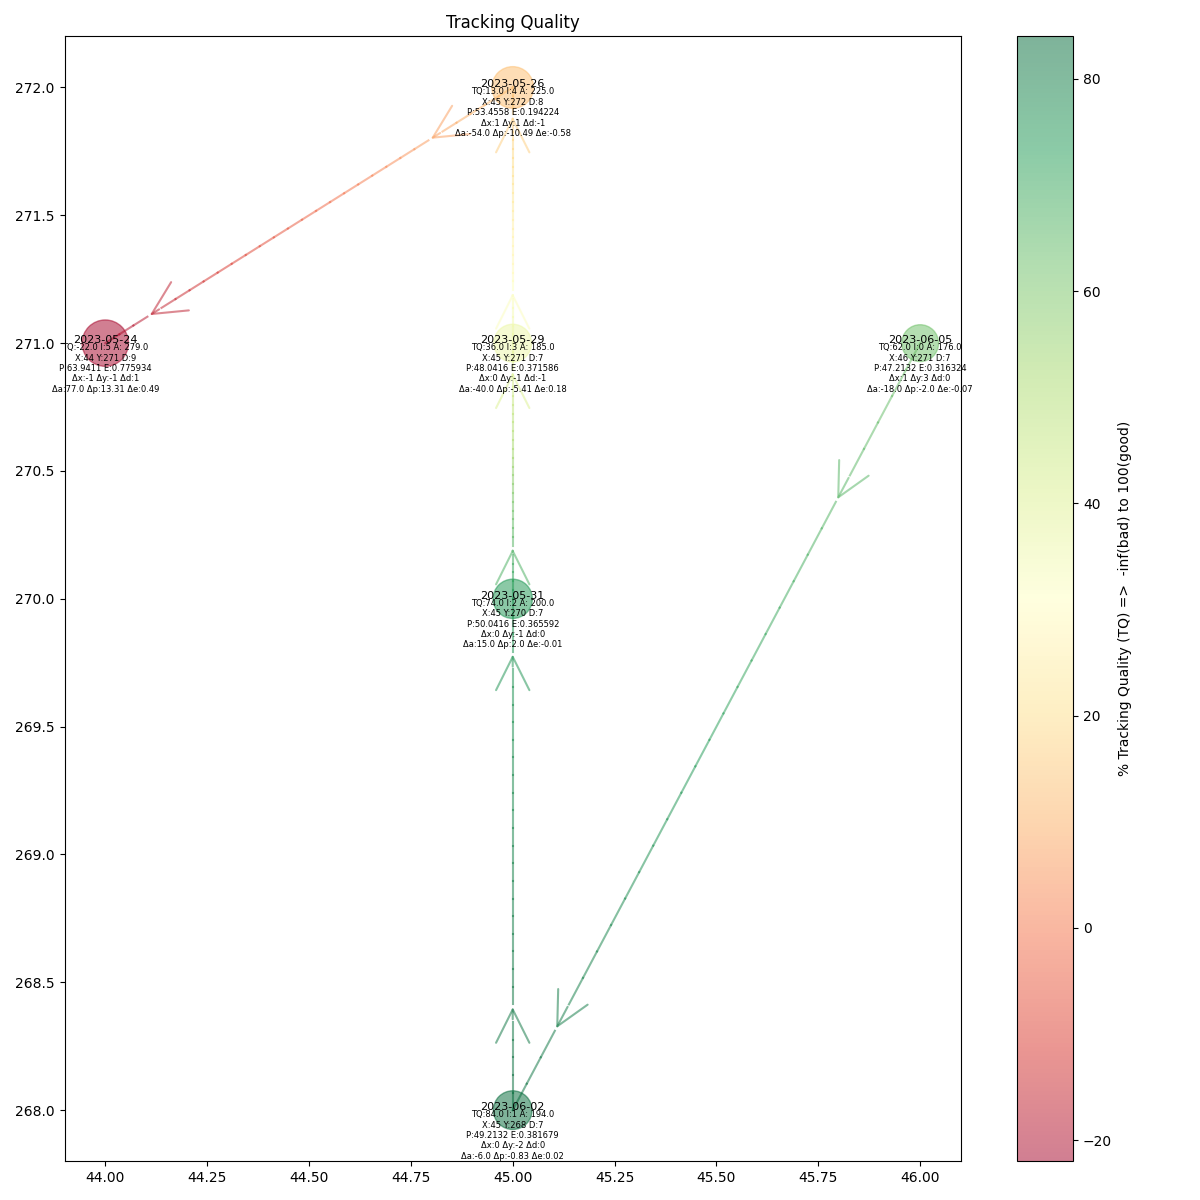 Tracking Quality
272.0
271.5
271.0
270.5
270.0
269.5
269.0
268.5
268.0
2023-05-26
TQ:13.0 I:4 A: 225.0
X:45 Y:272 D:8
P:53.4558 E:0.194224
Δx:1 Δy:1 Δd:-1
Δa:-54.0 Δp:-10.49 Δe:-0.58
2023-05-24
TQ:-22.0 I:5 A: 279.0
X:44 Y:271 D:9
P:63.9411 E:0.775934
Δx:-1 Δy:-1 Δd:1
Δa:77.0 Δp:13.31 Δe:0.49
2023-05-29
TQ:36.0 I:3 A: 185.0
X:45 Y:271 D:7
P:48.0416 E:0.371586
Δx:0 Δy:-1 Δd:-1
Δa:-40.0 Δp:-5.41 Δe:0.18
2023-06-05
TQ:62.0 I:0 A: 176.0
X:46 Y:271 D:7
P:47.2132 E:0.316324
Δx:1 Δy:3 Δd:0
Δa:-18.0 Δp:-2.0 Δe:-0.07
2023-05-31
TQ:74.0 I:2 A: 200.0
X:45 Y:270 D:7
P:50.0416 E:0.365592
Δx:0 Δy:-1 Δd:0
Δa:15.0 Δp:2.0 Δe:-0.01
2023-06-02
TQ:84.0 I:1 A: 194.0
X:45 Y:268 D:7
P:49.2132 E:0.381679
Δx:0 Δy:-2 Δd:0
Δa:-6.0 Δp:-0.83 Δe:0.02
44.00 44.25 44.50 44.75 45.00 45.25 45.50 45.75 46.00
80
60
40
20
0
−20
% Tracking Quality (TQ) => -inf(bad) to 100(good)